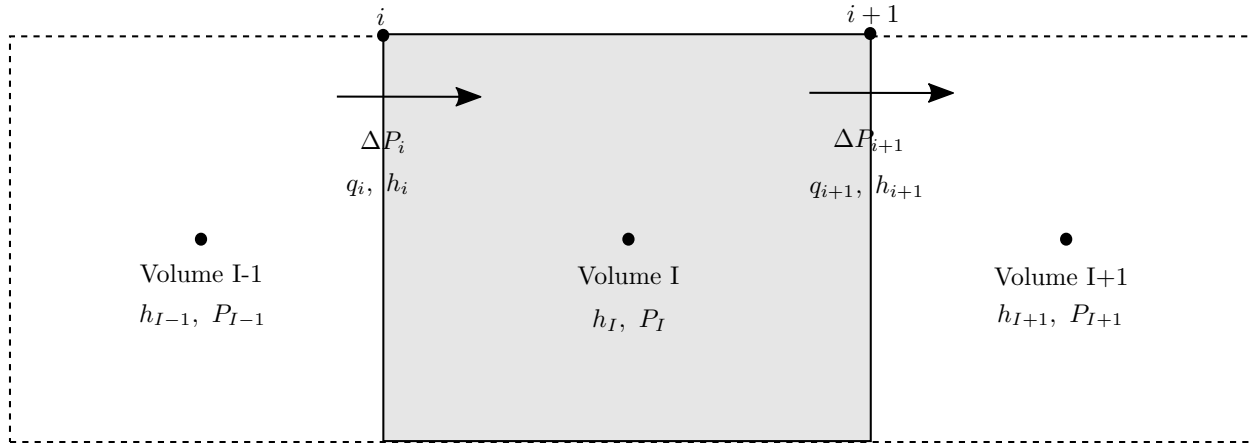 i
i + 1
ΔP_i
ΔP_{i+1}
q_i, h_i
q_{i+1}, h_{i+1}
Volume I-1
Volume I
Volume I+1
h_{I−1}, P_{I−1}
h_I, P_I
h_{I+1}, P_{I+1}